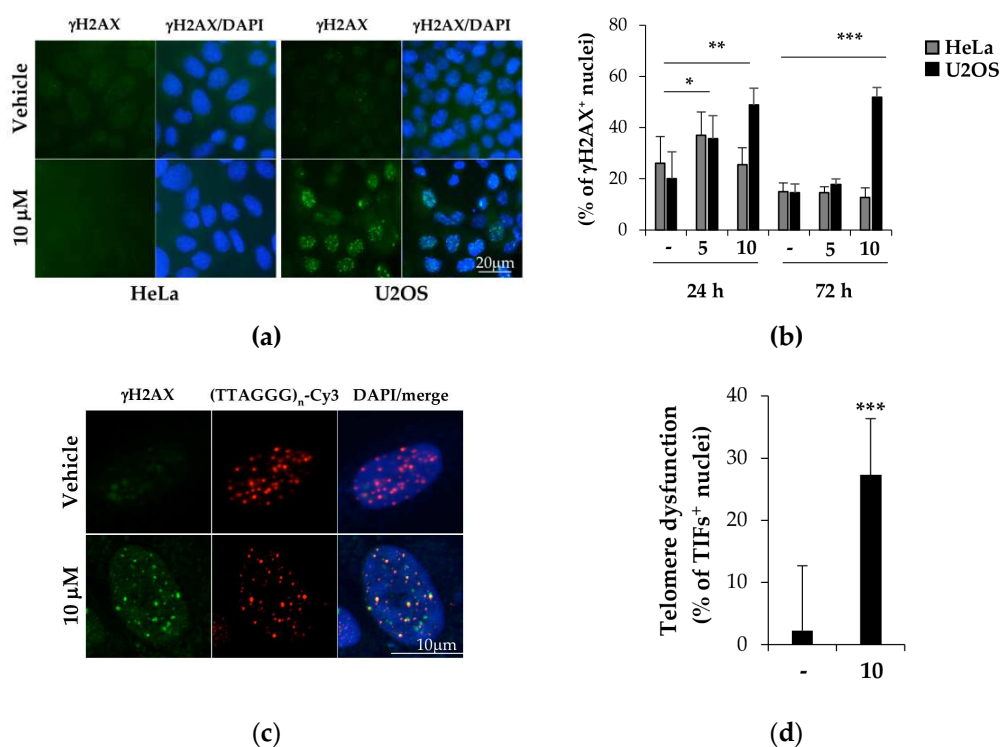 γH2AX γH2AX/DAPI γH2AX γH2AX/DAPI
Vehicle
10 μM
20μm
HeLa U2OS
(a)
(% of γH2AX⁺ nuclei)
80
60
40
20
0
** ***
*
HeLa
U2OS
- 5 10 - 5 10
24 h 72 h
(b)
γH2AX (TTAGGG)ₙ-Cy3 DAPI/merge
Vehicle
10 μM
10μm
(c)
Telomere dysfunction
(% of TIFs⁺ nuclei)
40
30
20
10
0
***
- 10
(d)